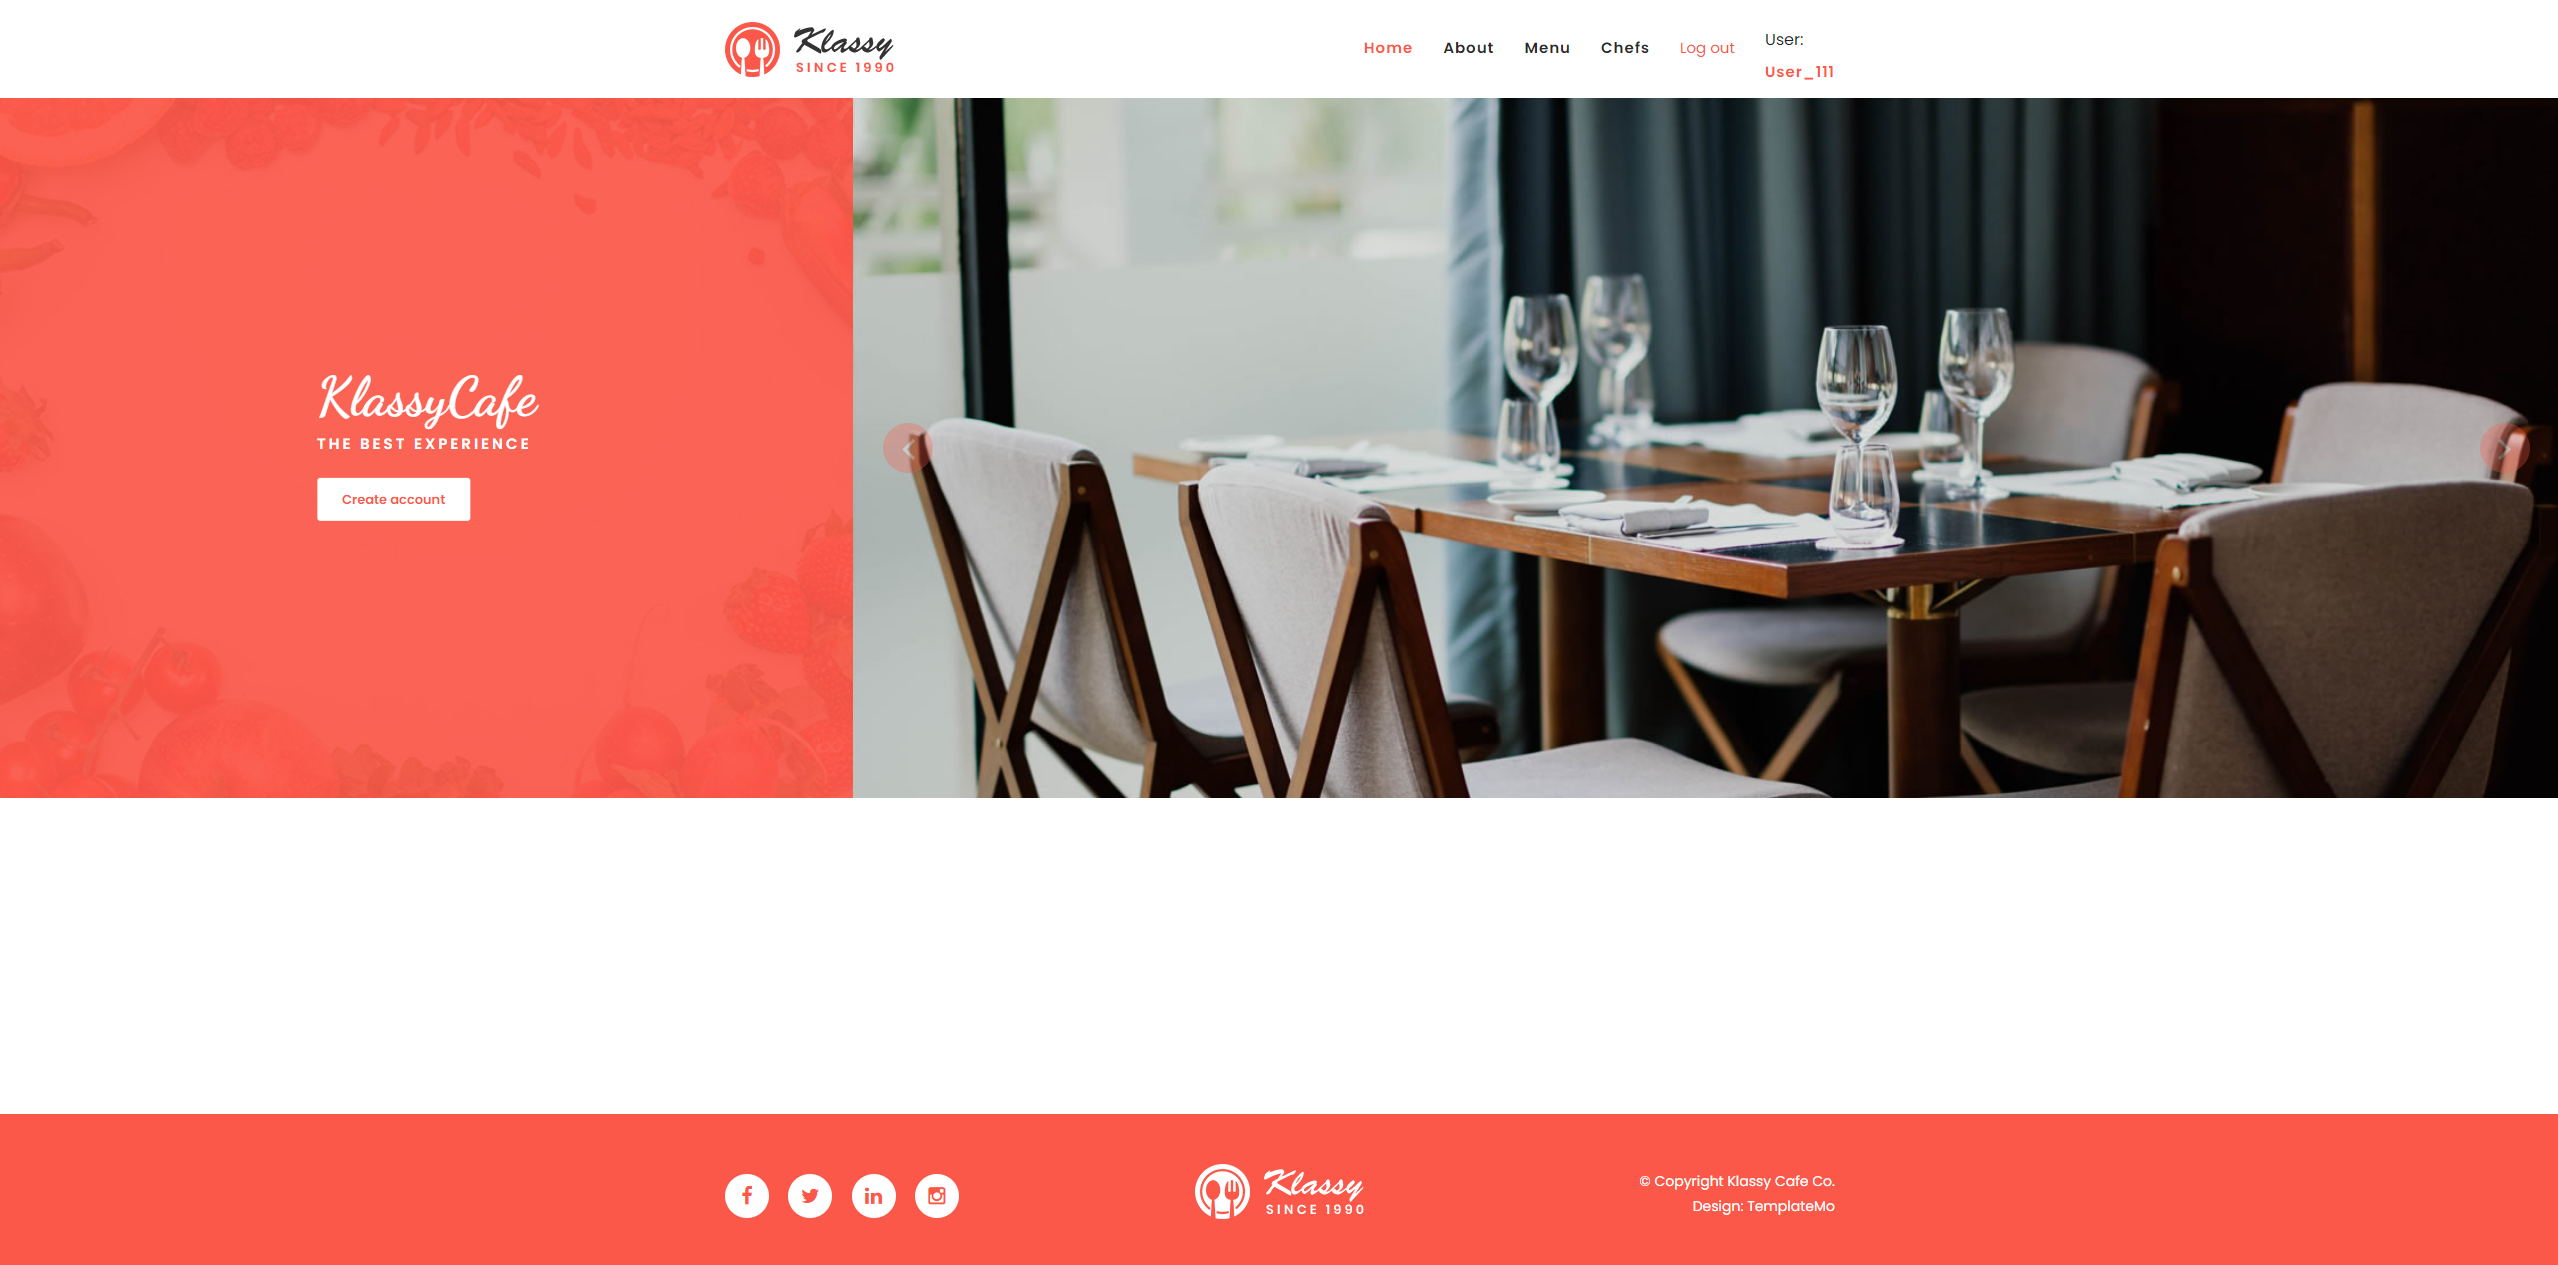 Klassy
SINCE 1990
Home About Menu Chefs Log out
User:
User_111
KlassyCafe
THE BEST EXPERIENCE
Create account
Klassy
SINCE 1990
© Copyright Klassy Cafe Co.
Design: TemplateMo